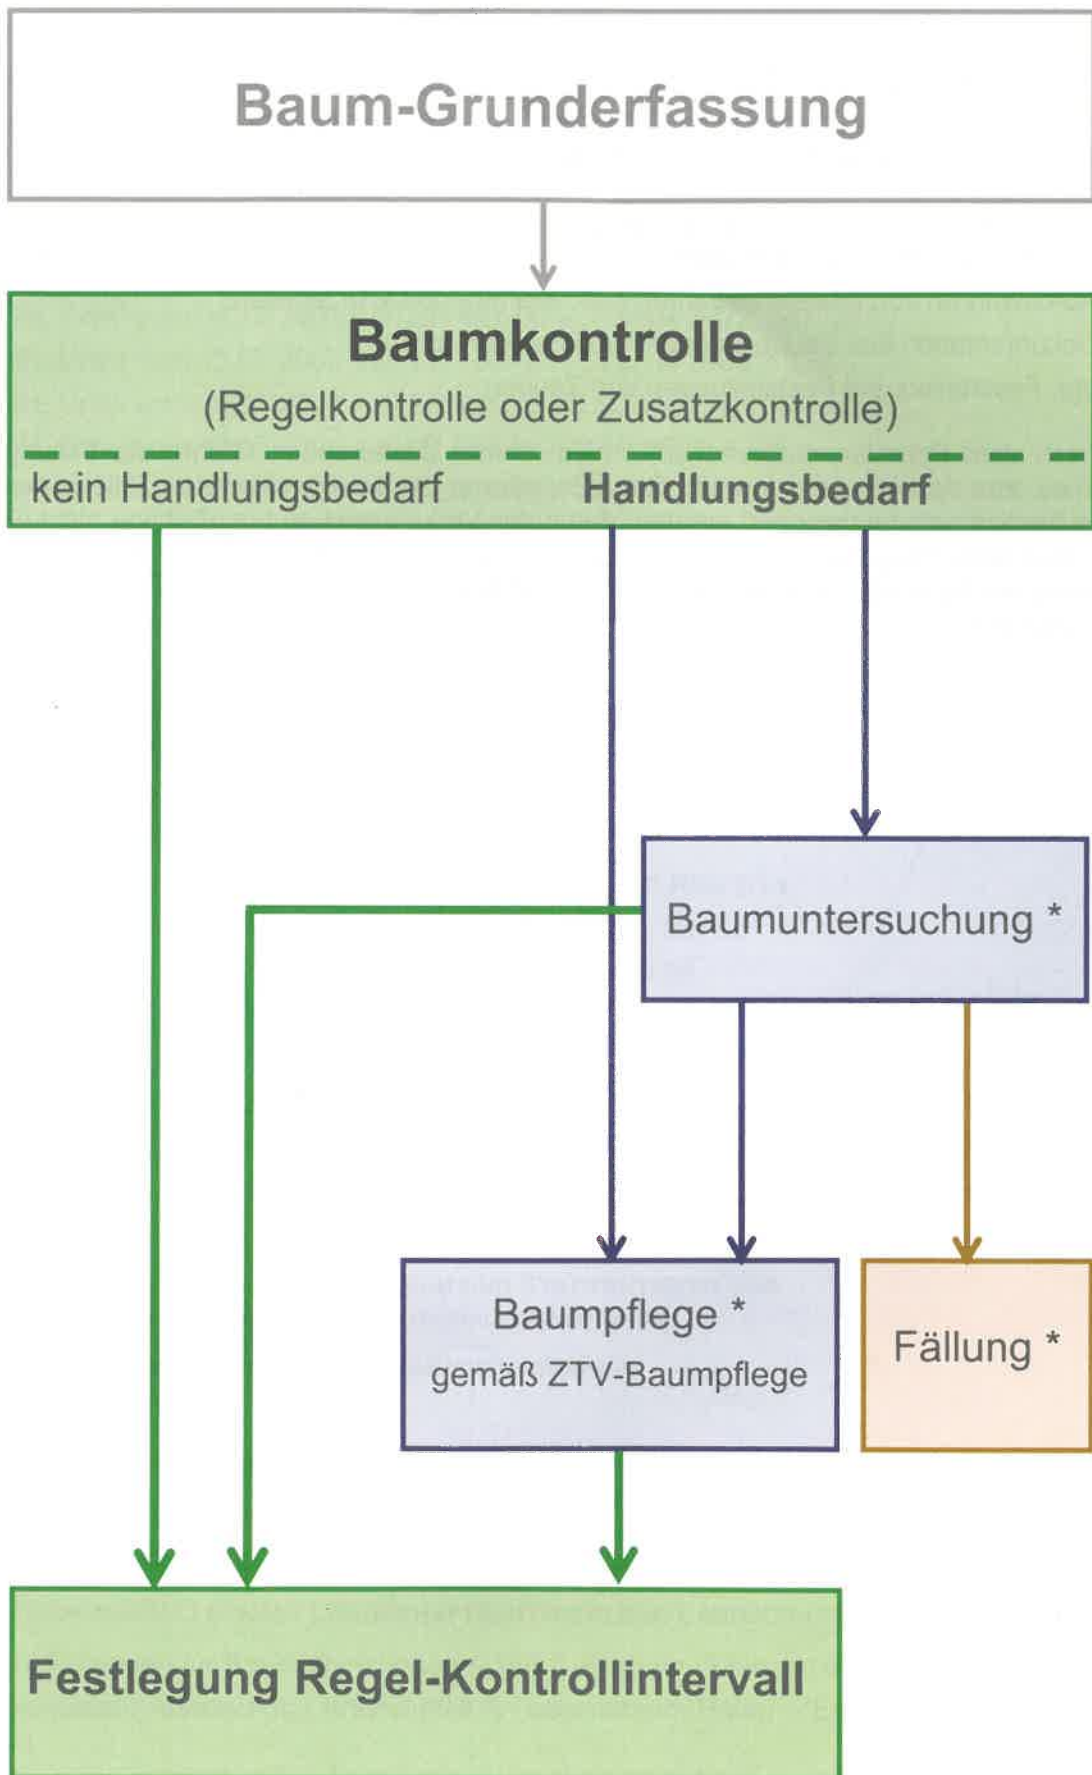 Baum-Grunderfassung
Baumkontrolle
(Regelkontrolle oder Zusatzkontrolle)
kein Handlungsbedarf
Handlungsbedarf
Baumuntersuchung *
Baumpflege *
gemäß ZTV-Baumpflege
Fällung *
Festlegung Regel-Kontrollintervall